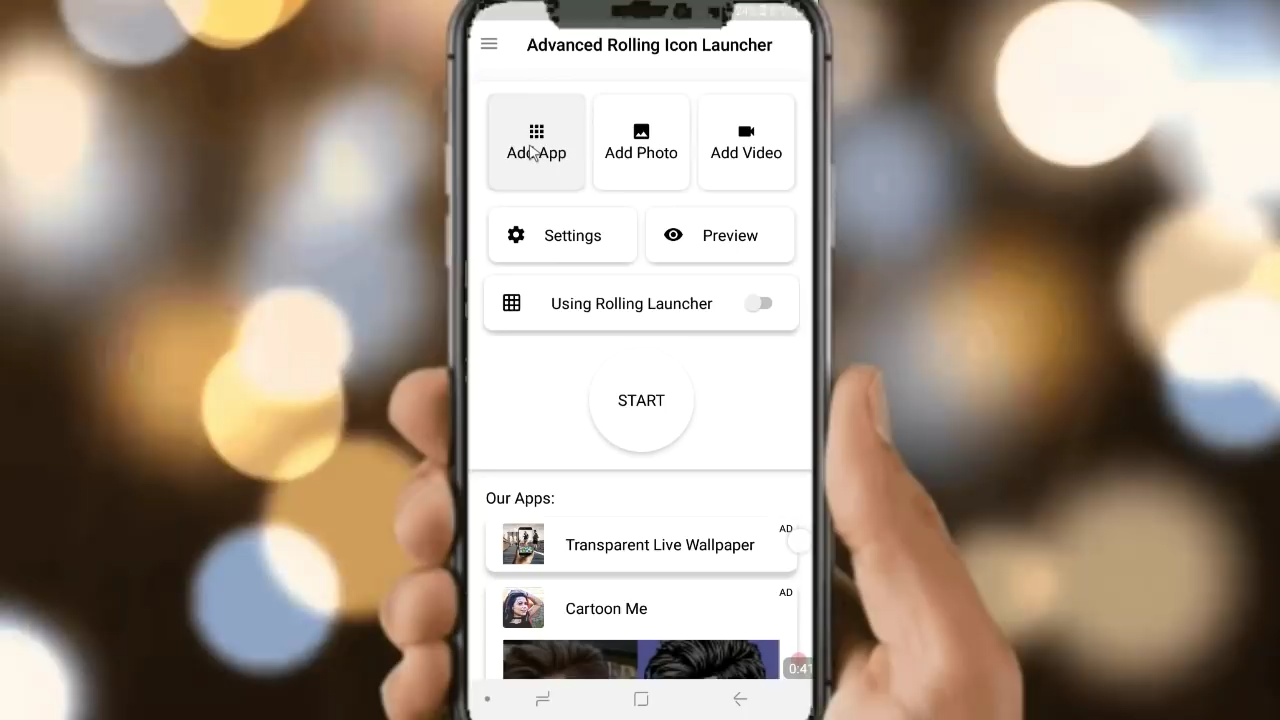 Advanced Rolling Icon Launcher
Add App
Add Photo
Add Video
Settings
Preview
Using Rolling Launcher
START
Our Apps:
AD
Transparent Live Wallpaper
AD
Cartoon Me
0:41